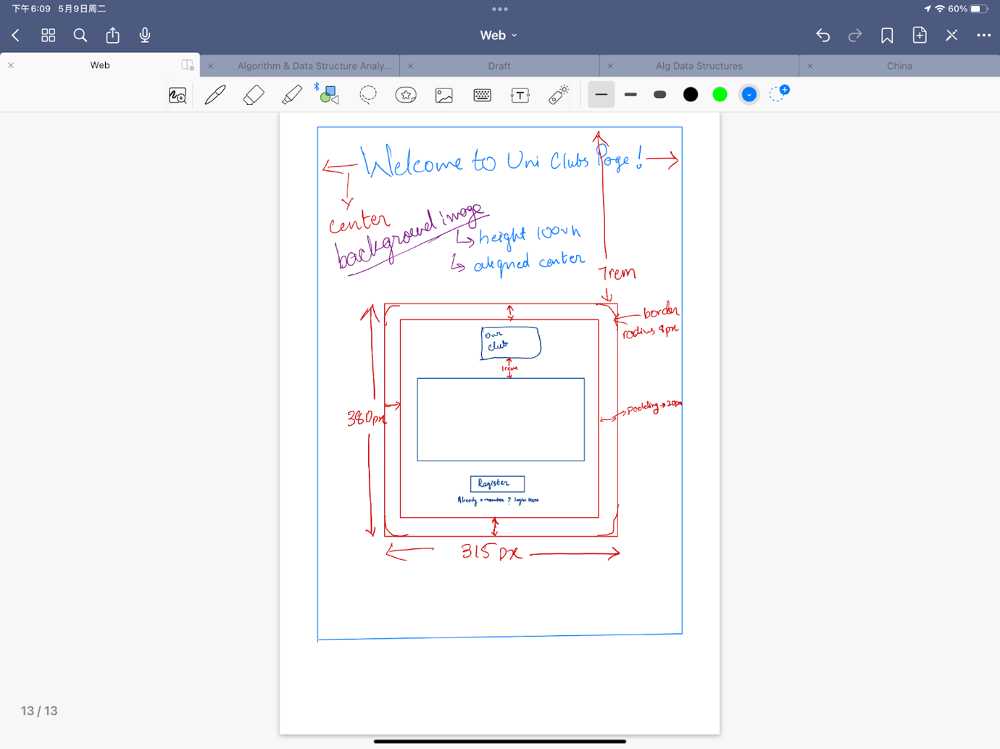 下午6:09 5月9日周二
60%
Web
Web
Algorithm & Data Structure Analy...
Draft
Alg Data Structures
China
T
Welcome to Uni Clubs Page!
center
background image
height 100vh
aligned center
7rem
border
radius 8px
our
club
1rem
380px
padding → 20px
Register
Already a member ? Login Here
315 px
13 / 13